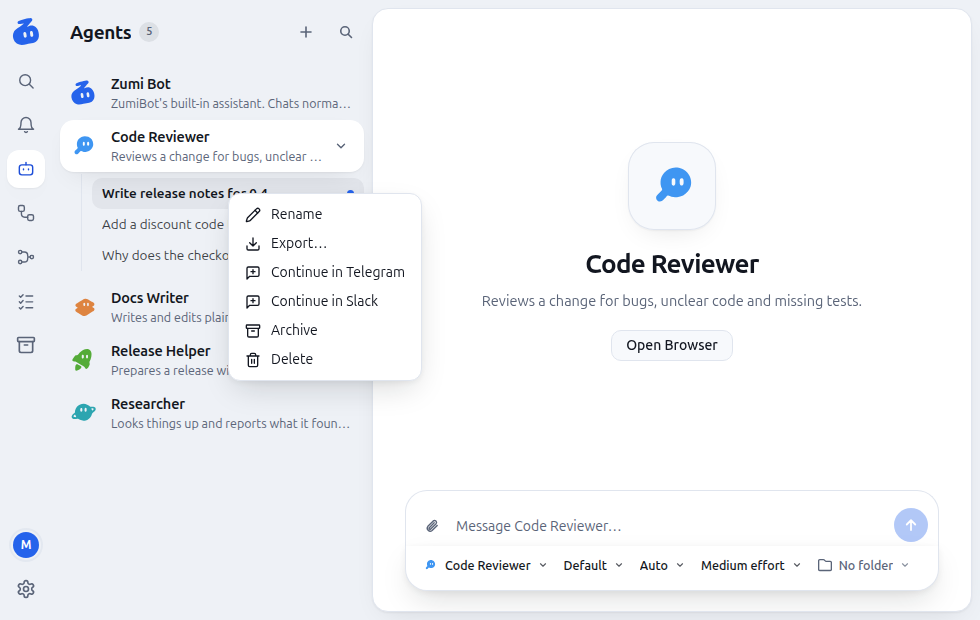 Agents 5
Zumi Bot
ZumiBot's built-in assistant. Chats norma…
Code Reviewer
Reviews a change for bugs, unclear …
Write release notes for 0.4
Add a discount code
Why does the checko
Rename
Export…
Continue in Telegram
Continue in Slack
Archive
Delete
Docs Writer
Writes and edits plain
Release Helper
Prepares a release wi
Researcher
Looks things up and reports what it foun…
M
Code Reviewer
Reviews a change for bugs, unclear code and missing tests.
Open Browser
Message Code Reviewer…
Code Reviewer Default Auto Medium effort No folder